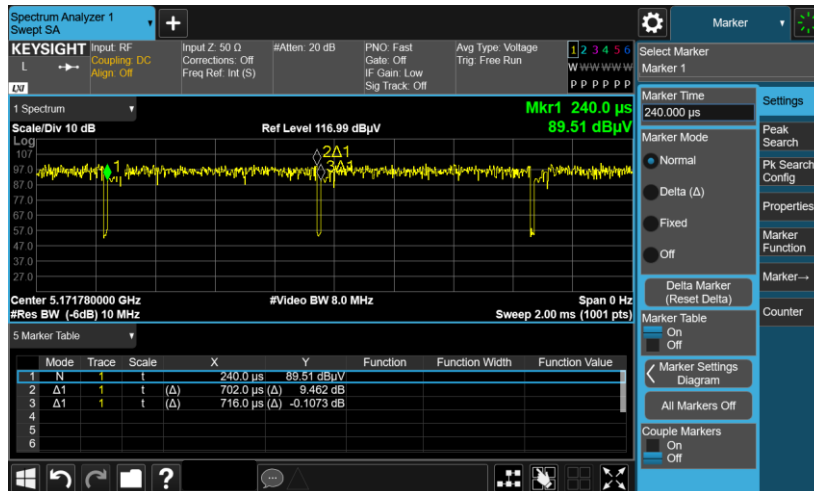 Spectrum Analyzer 1
Swept SA
Marker
KEYSIGHT
L
LXI
Input: RF
Coupling: DC
Align: Off
Input Z: 50 Ω
Corrections: Off
Freq Ref: Int (S)
#Atten: 20 dB
PNO: Fast
Gate: Off
IF Gain: Low
Sig Track: Off
Avg Type: Voltage
Trig: Free Run
1 2 3 4 5 6
W W W W W W
P P P P P P
Select Marker
Marker 1
1 Spectrum
Mkr1 240.0 µs
Scale/Div 10 dB
Ref Level 116.99 dBµV
89.51 dBµV
Log
107
97.0
87.0
77.0
67.0
57.0
47.0
37.0
27.0
1
2Δ1
3Δ1
Center 5.171780000 GHz
#Video BW 8.0 MHz
Span 0 Hz
#Res BW (-6dB) 10 MHz
Sweep 2.00 ms (1001 pts)
5 Marker Table
Mode Trace Scale X Y Function Function Width Function Value
1 N 1 t 240.0 µs 89.51 dBµV
2 Δ1 1 t (Δ) 702.0 µs (Δ) 9.462 dB
3 Δ1 1 t (Δ) 716.0 µs (Δ) -0.1073 dB
4
5
6
?
Marker Time
240.000 µs
Marker Mode
Normal
Delta (Δ)
Fixed
Off
Delta Marker
(Reset Delta)
Marker Table
On
Off
Marker Settings
Diagram
All Markers Off
Couple Markers
On
Off
Settings
Peak
Search
Pk Search
Config
Properties
Marker
Function
Marker→
Counter